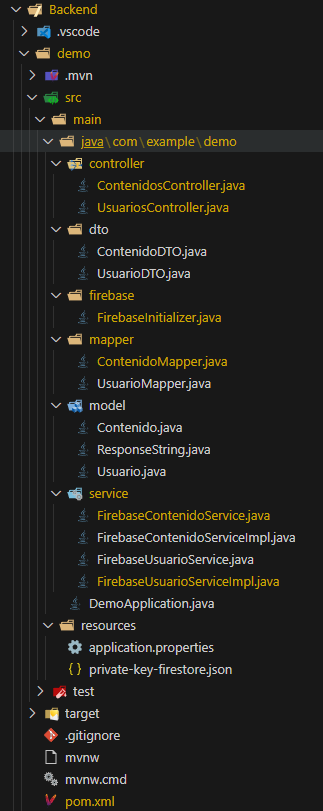 Backend
.vscode
demo
.mvn
src
main
java\com\example\demo
controller
ContenidosController.java
UsuariosController.java
dto
ContenidoDTO.java
UsuarioDTO.java
firebase
FirebaseInitializer.java
mapper
ContenidoMapper.java
UsuarioMapper.java
model
Contenido.java
ResponseString.java
Usuario.java
service
FirebaseContenidoService.java
FirebaseContenidoServiceImpl.java
FirebaseUsuarioService.java
FirebaseUsuarioServiceImpl.java
DemoApplication.java
resources
application.properties
private-key-firestore.json
test
target
.gitignore
mvnw
mvnw.cmd
pom.xml